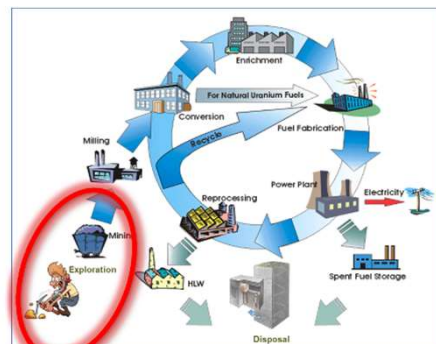 Enrichment
For Natural Uranium Fuels
Conversion
Fuel Fabrication
Recycle
Milling
Power Plant
Electricity
Reprocessing
Minin
Exploration
HLW
Spent Fuel Storage
Disposal